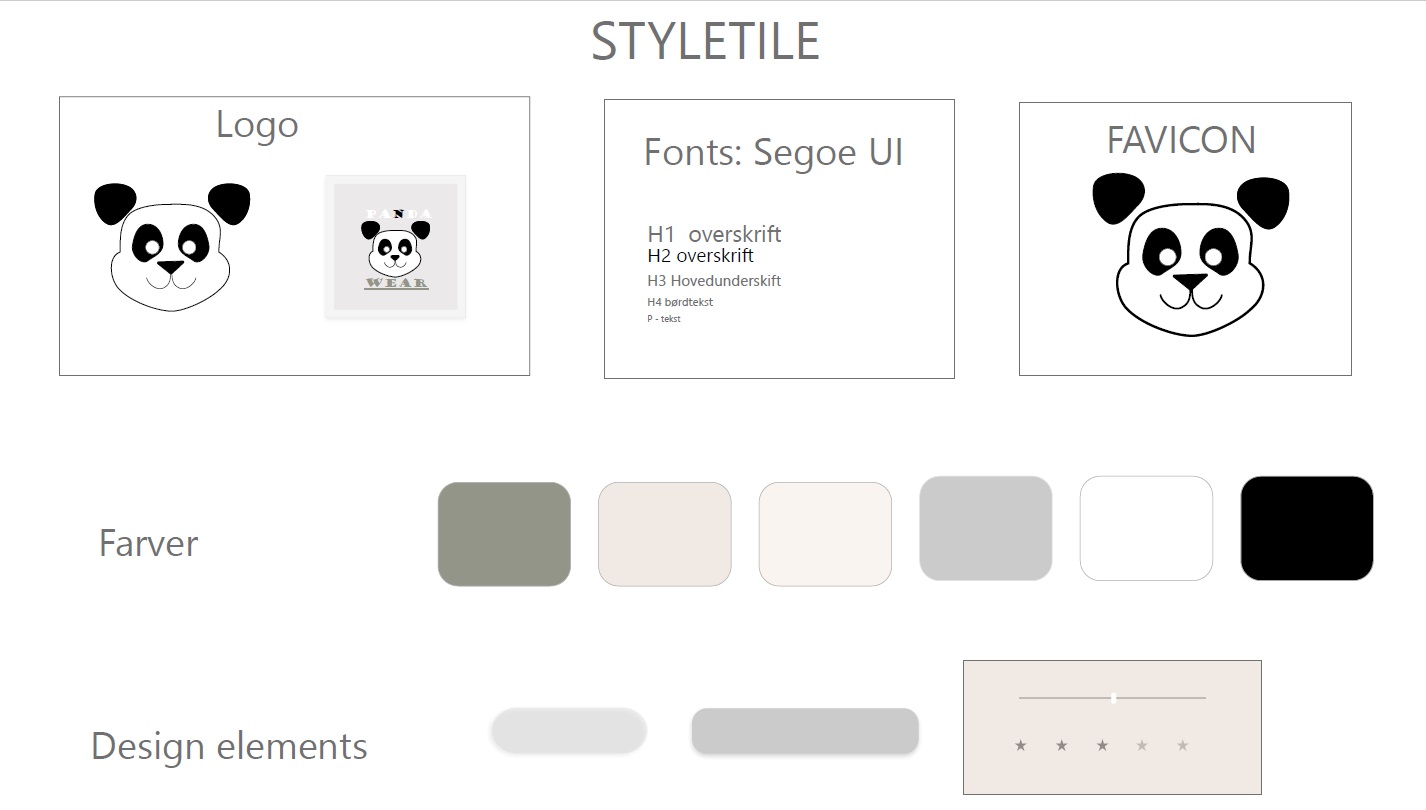 STYLETILE
Logo
PANDA
WEAR
Fonts: Segoe UI
H1 overskrift
H2 overskrift
H3 Hovedunderskift
H4 børdtekst
P - tekst
FAVICON
Farver
Design elements